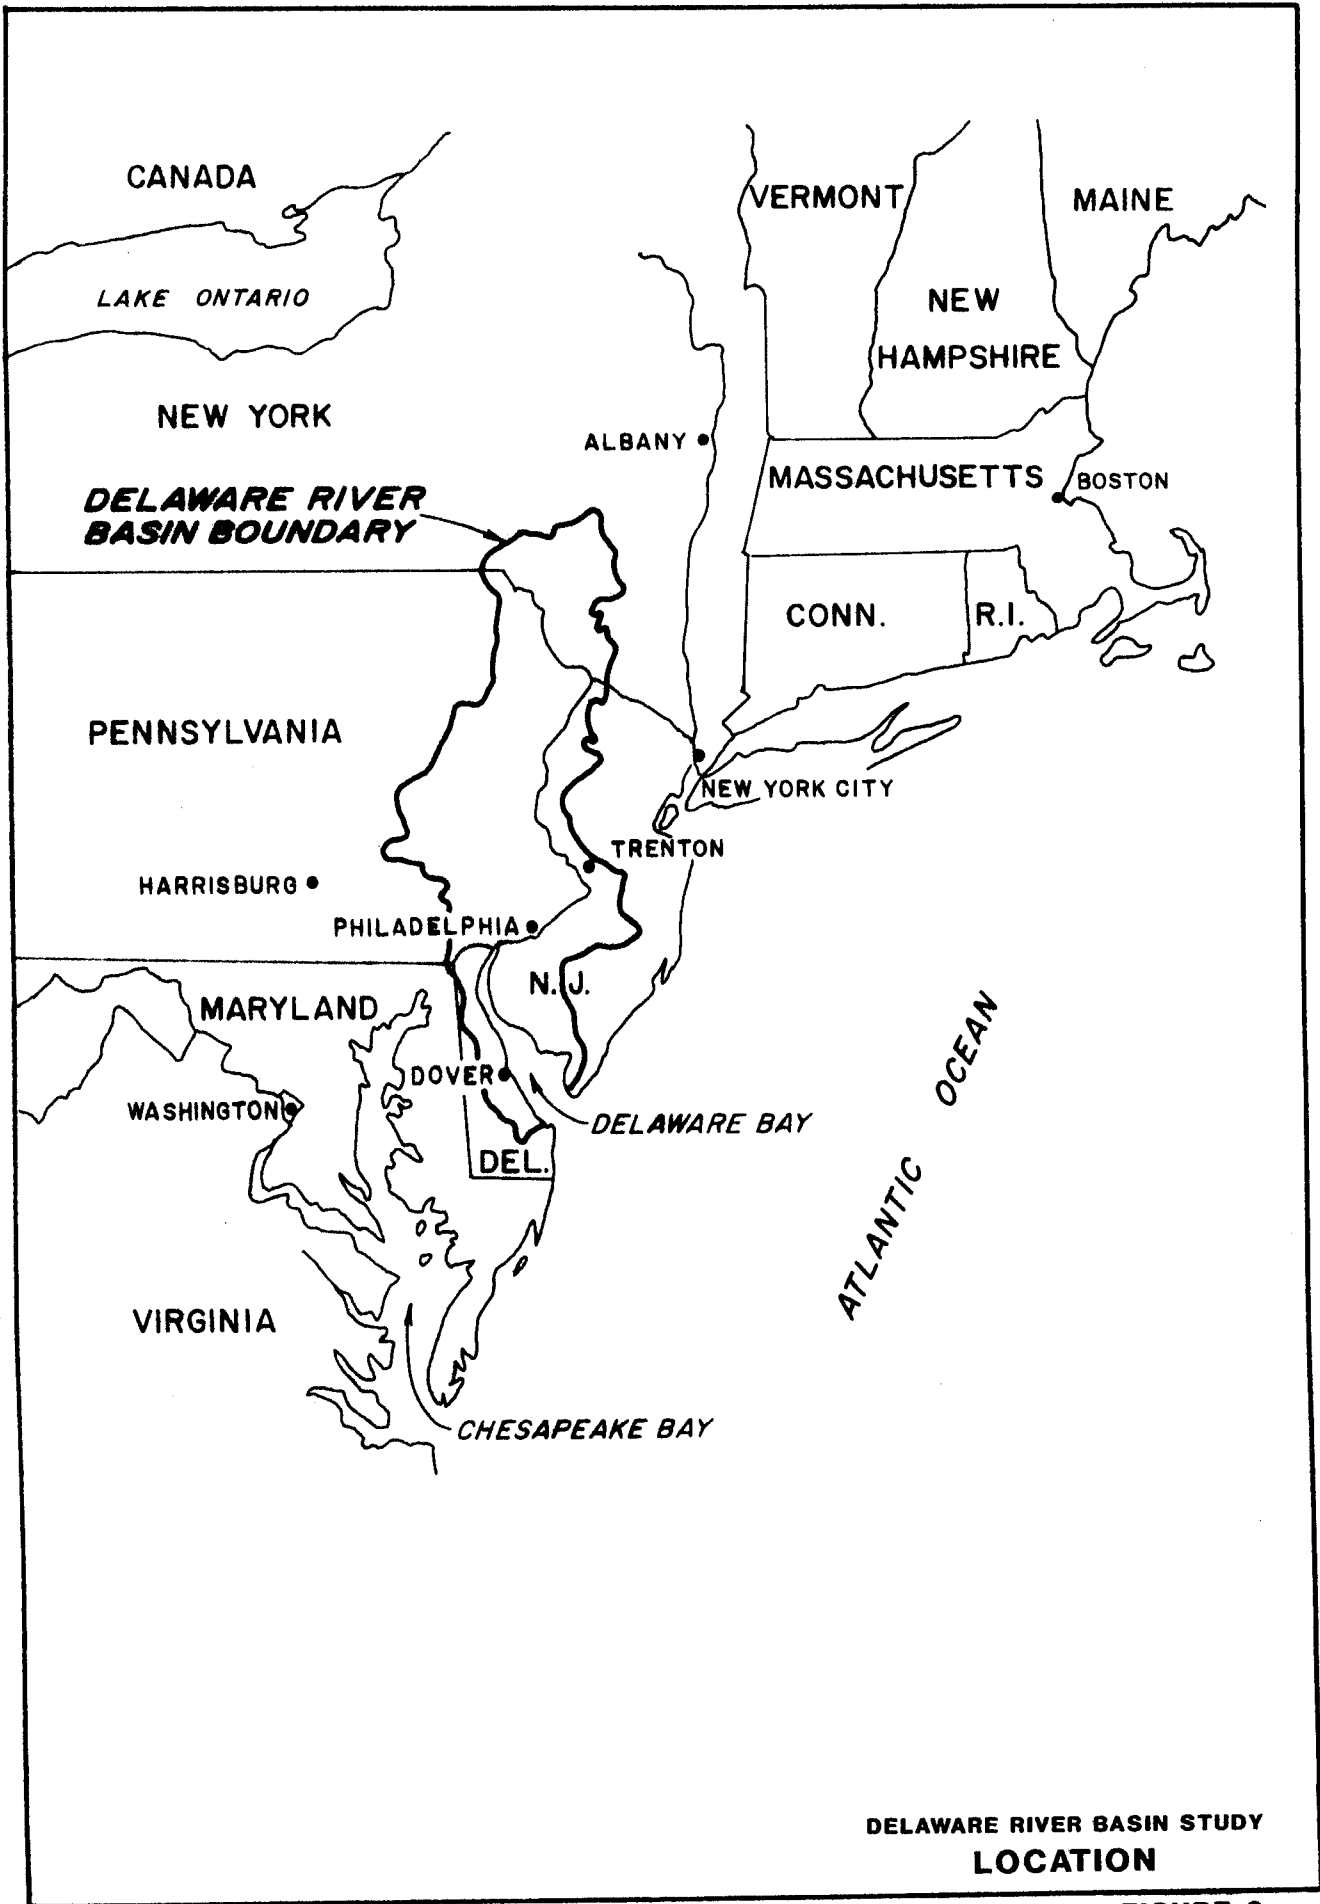 CANADA
VERMONT
MAINE
LAKE ONTARIO
NEW
HAMPSHIRE
NEW YORK
ALBANY
MASSACHUSETTS
BOSTON
DELAWARE RIVER
BASIN BOUNDARY
CONN.
R.I.
PENNSYLVANIA
NEW YORK CITY
TRENTON
HARRISBURG
PHILADELPHIA
N.J.
MARYLAND
DOVER
WASHINGTON
DELAWARE BAY
DEL.
ATLANTIC OCEAN
VIRGINIA
CHESAPEAKE BAY
DELAWARE RIVER BASIN STUDY
LOCATION